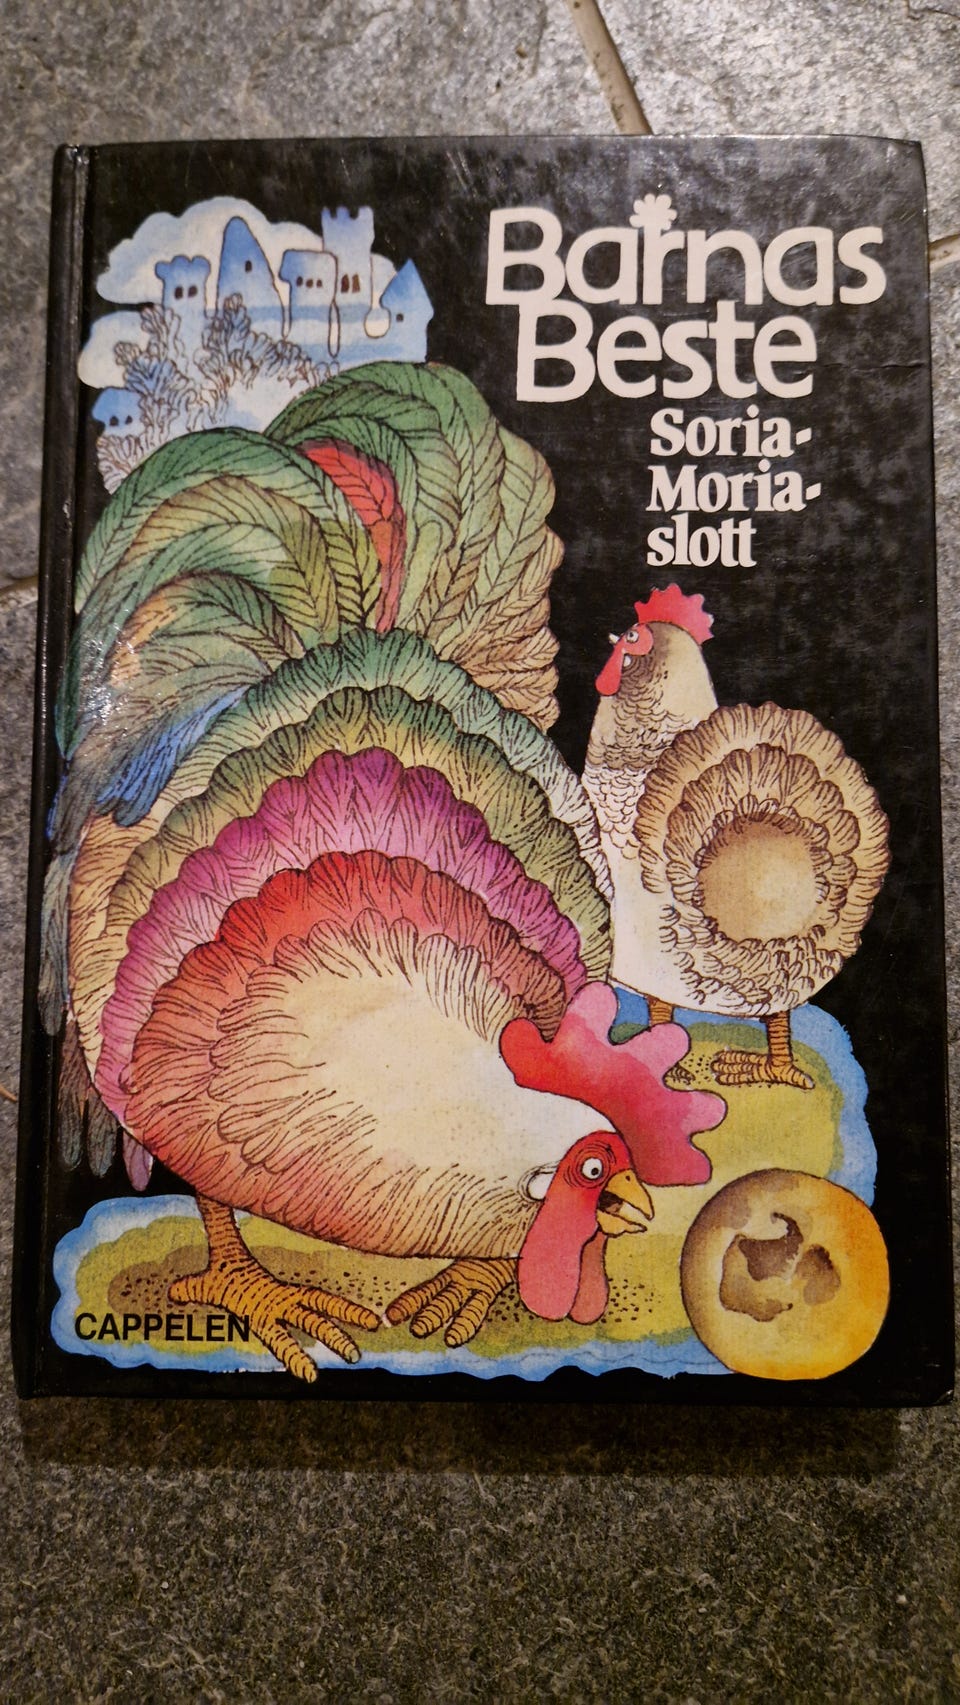 Barnas
Beste
Soria-
Moria-
slott
CAPPELEN